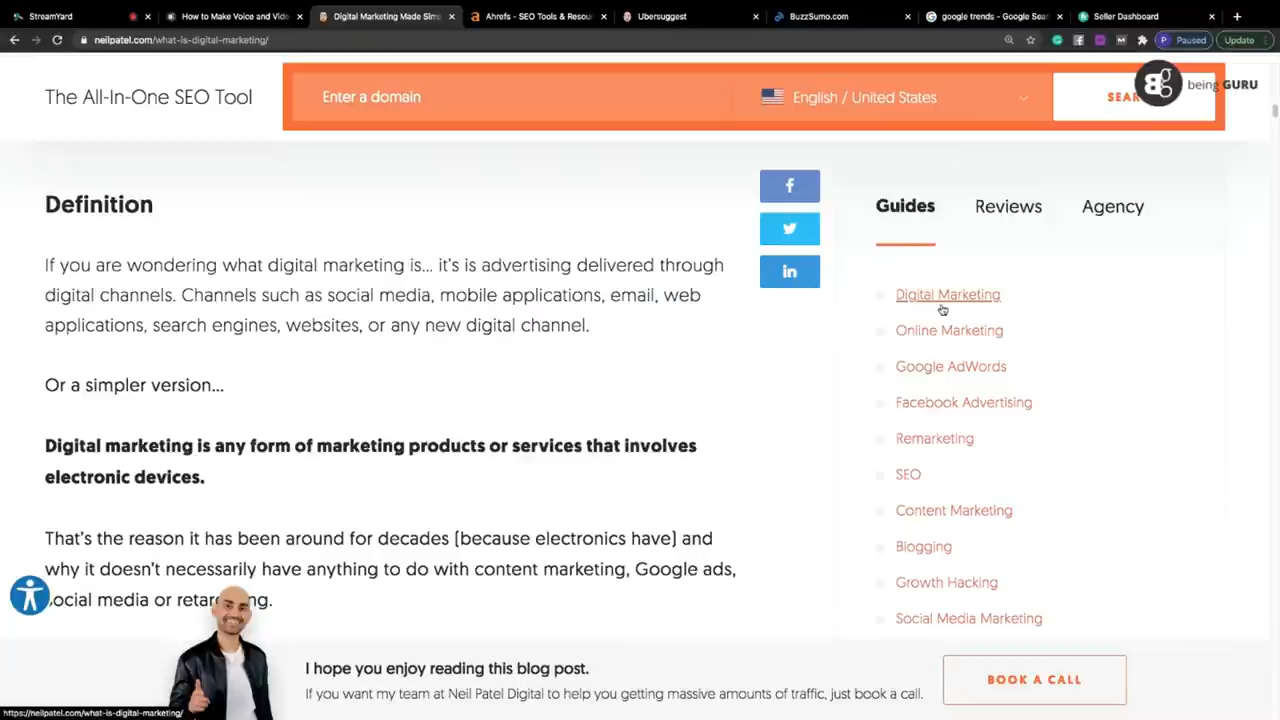 StreamYard
How to Make Voice and Vide
Digital Marketing Made Simp
Ahrefs - SEO Tools & Resou
Ubersuggest
BuzzSumo.com
google trends - Google Sea
Seller Dashboard
neilpatel.com/what-is-digital-marketing/
Paused
Update
The All-In-One SEO Tool
Enter a domain
English / United States
SEAR
being GURU
Definition
If you are wondering what digital marketing is... it's is advertising delivered through
digital channels. Channels such as social media, mobile applications, email, web
applications, search engines, websites, or any new digital channel.
Or a simpler version...
Digital marketing is any form of marketing products or services that involves
electronic devices.
That's the reason it has been around for decades (because electronics have) and
why it doesn't necessarily have anything to do with content marketing, Google ads,
social media or retar ng.
Guides
Reviews
Agency
Digital Marketing
Online Marketing
Google AdWords
Facebook Advertising
Remarketing
SEO
Content Marketing
Blogging
Growth Hacking
Social Media Marketing
I hope you enjoy reading this blog post.
If you want my team at Neil Patel Digital to help you getting massive amounts of traffic, just book a call.
BOOK A CALL
https://neilpatel.com/what-is-digital-marketing/